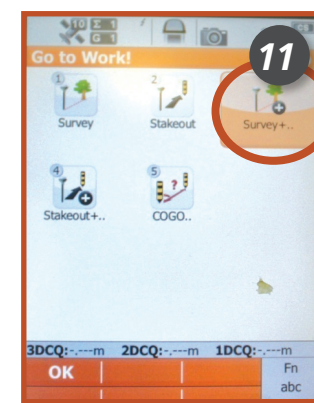 10 Σ 1
G 1
GS
Go to Work!
11
1
2
Survey
Stakeout
Survey+..
4
5
Stakeout+..
COGO..
3DCQ:-.---m 2DCQ:-.---m 1DCQ:-.---m
OK
Fn
abc